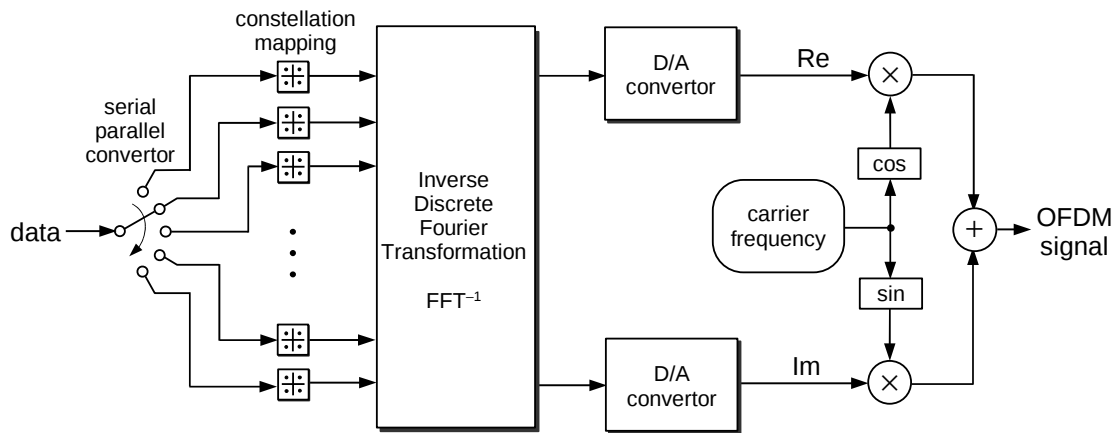 constellation
mapping
serial
parallel
convertor
data
Inverse
Discrete
Fourier
Transformation
FFT⁻¹
D/A
convertor
Re
×
cos
carrier
frequency
+
OFDM
signal
sin
D/A
convertor
Im
×